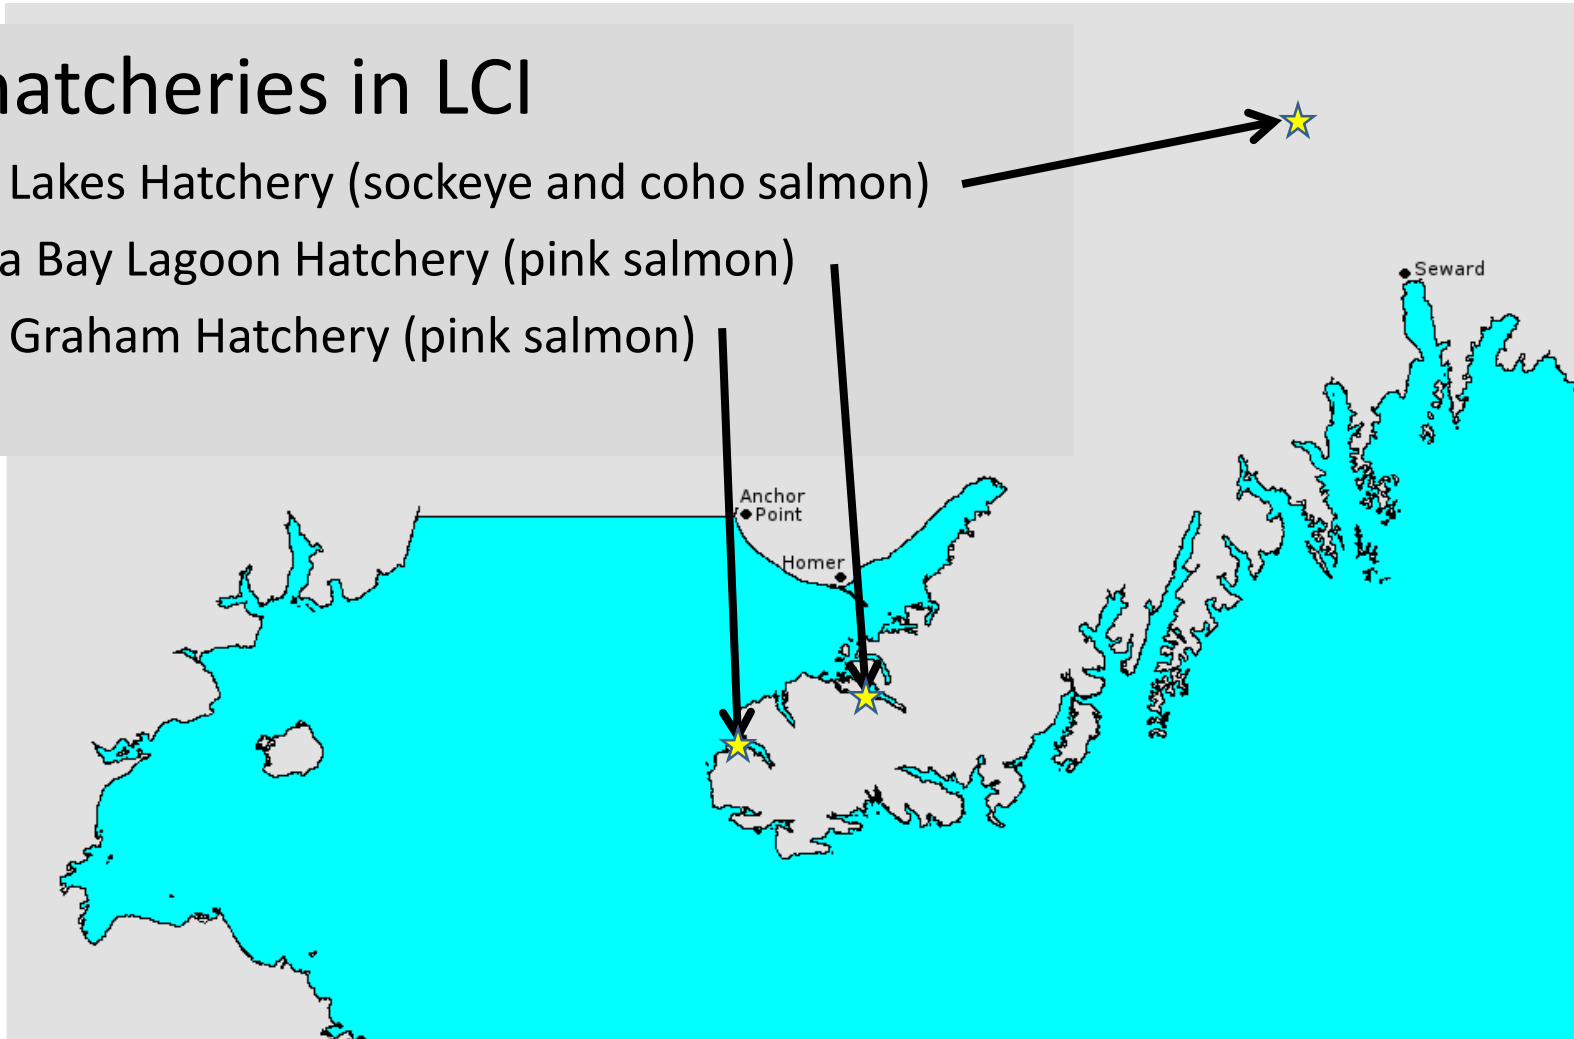 hatcheries in LCI
Lakes Hatchery (sockeye and coho salmon)
a Bay Lagoon Hatchery (pink salmon)
Graham Hatchery (pink salmon)
Seward
Anchor
Point
Homer